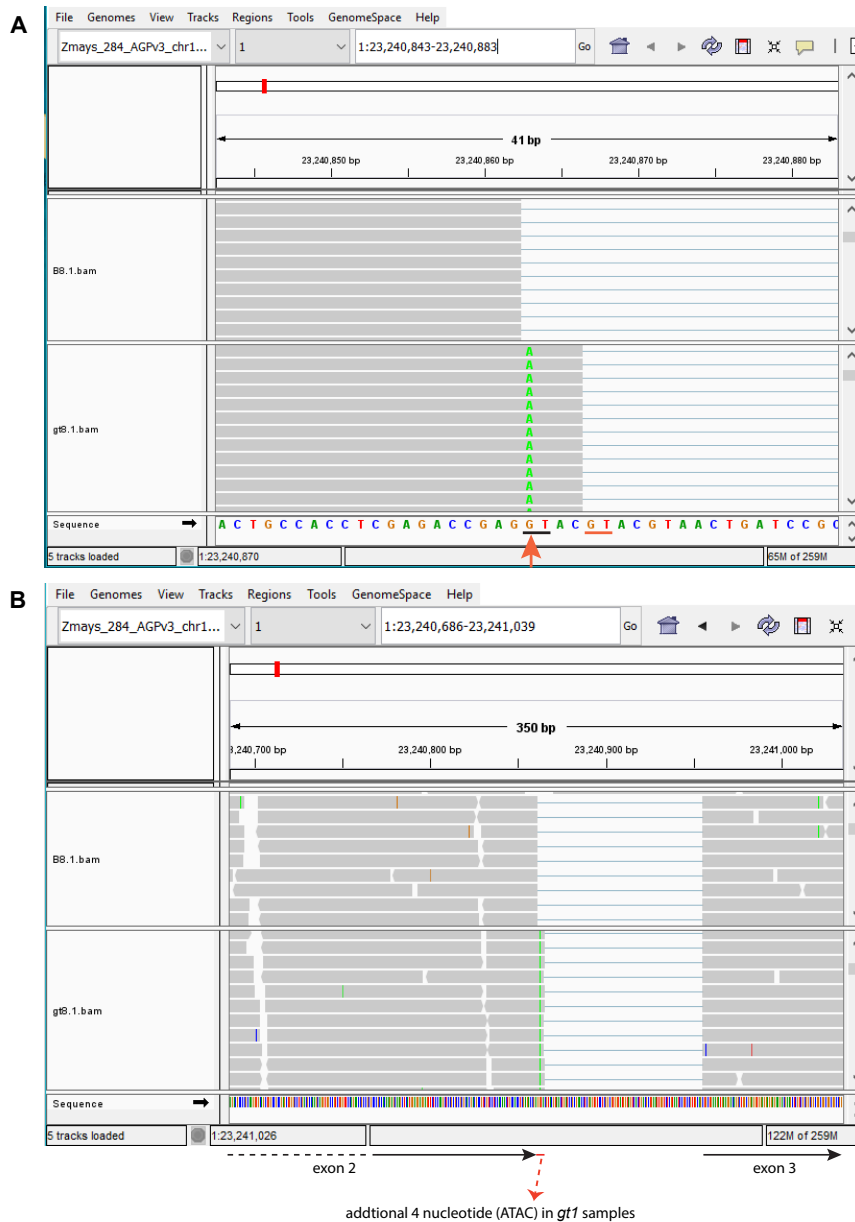 A
File Genomes View Tracks Regions Tools GenomeSpace Help
Zmays_284_AGPv3_chr1... 1 1:23,240,843-23,240,883 Go
41 bp
23,240,850 bp 23,240,860 bp 23,240,870 bp 23,240,880 bp
B8.1.bam
A
A
A
A
A
A
A
A
A
A
A
A
gt8.1.bam
Sequence A C T G C C A C C T C G A G A C C G A G G T A C G T A C G T A A C T G A T C C G C
5 tracks loaded 1:23,240,870 65M of 259M
B
File Genomes View Tracks Regions Tools GenomeSpace Help
Zmays_284_AGPv3_chr1... 1 1:23,240,686-23,241,039 Go
350 bp
3,240,700 bp 23,240,800 bp 23,240,900 bp 23,241,000 bp
B8.1.bam
gt8.1.bam
Sequence
5 tracks loaded 1:23,241,026 122M of 259M
exon 2 exon 3
addtional 4 nucleotide (ATAC) in gt1 samples